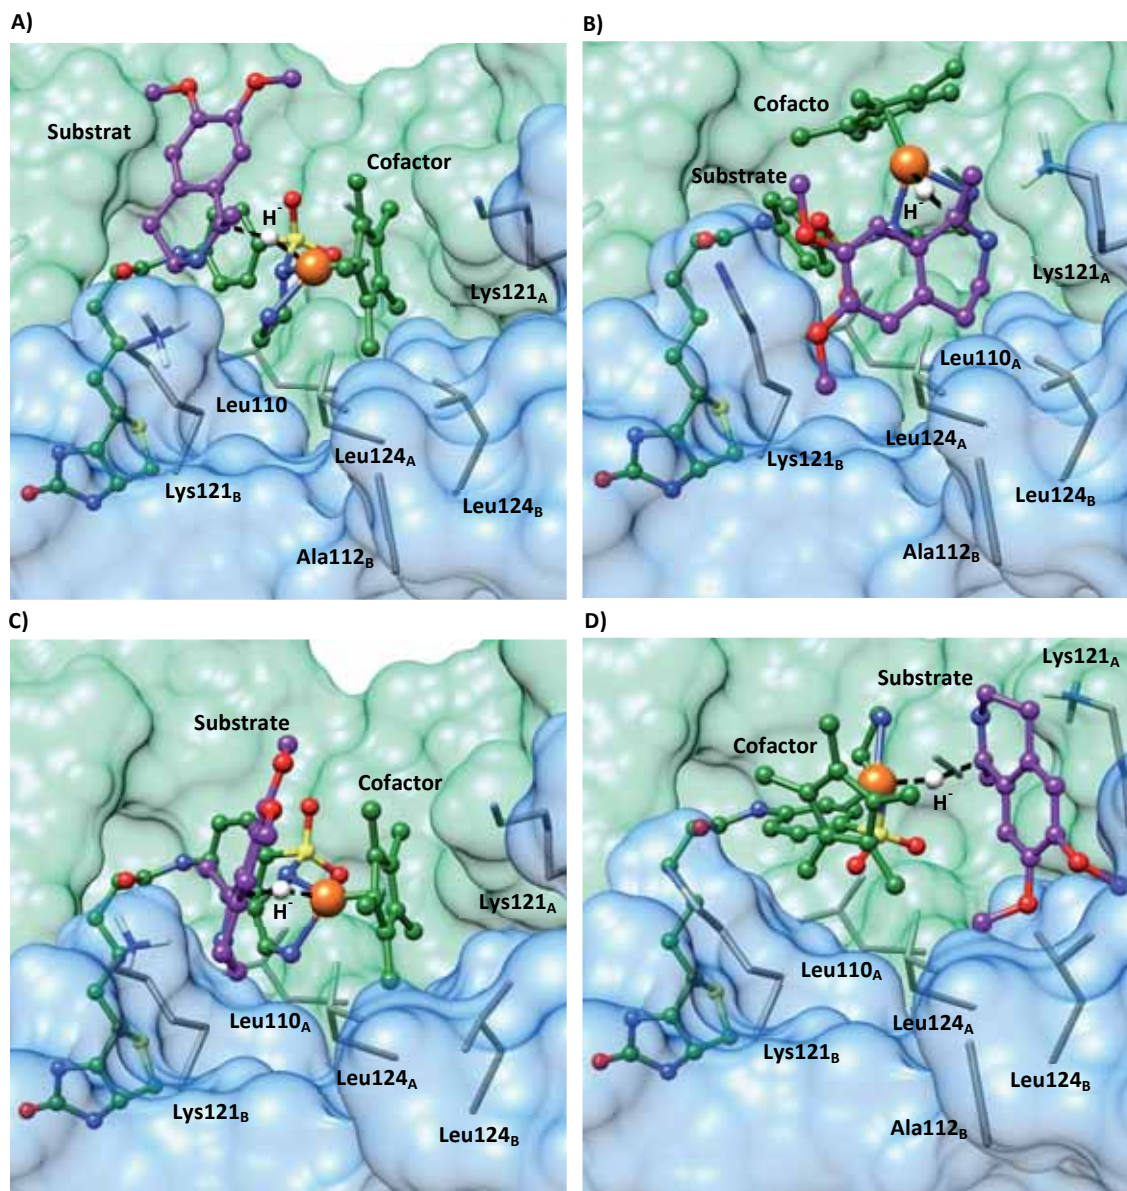 A)
Substrat
Cofactor
H-
Lys121A
Leu110
Leu124A
Lys121B
Leu124B
Ala112B
B)
Cofacto
Substrate
H-
Lys121A
Leu110A
Leu124A
Lys121B
Leu124B
Ala112B
C)
Substrate
Cofactor
H-
Lys121A
Leu110A
Leu124A
Lys121B
Leu124B
D)
Lys121A
Substrate
Cofactor
H-
Leu110A
Leu124A
Lys121B
Leu124B
Ala112B